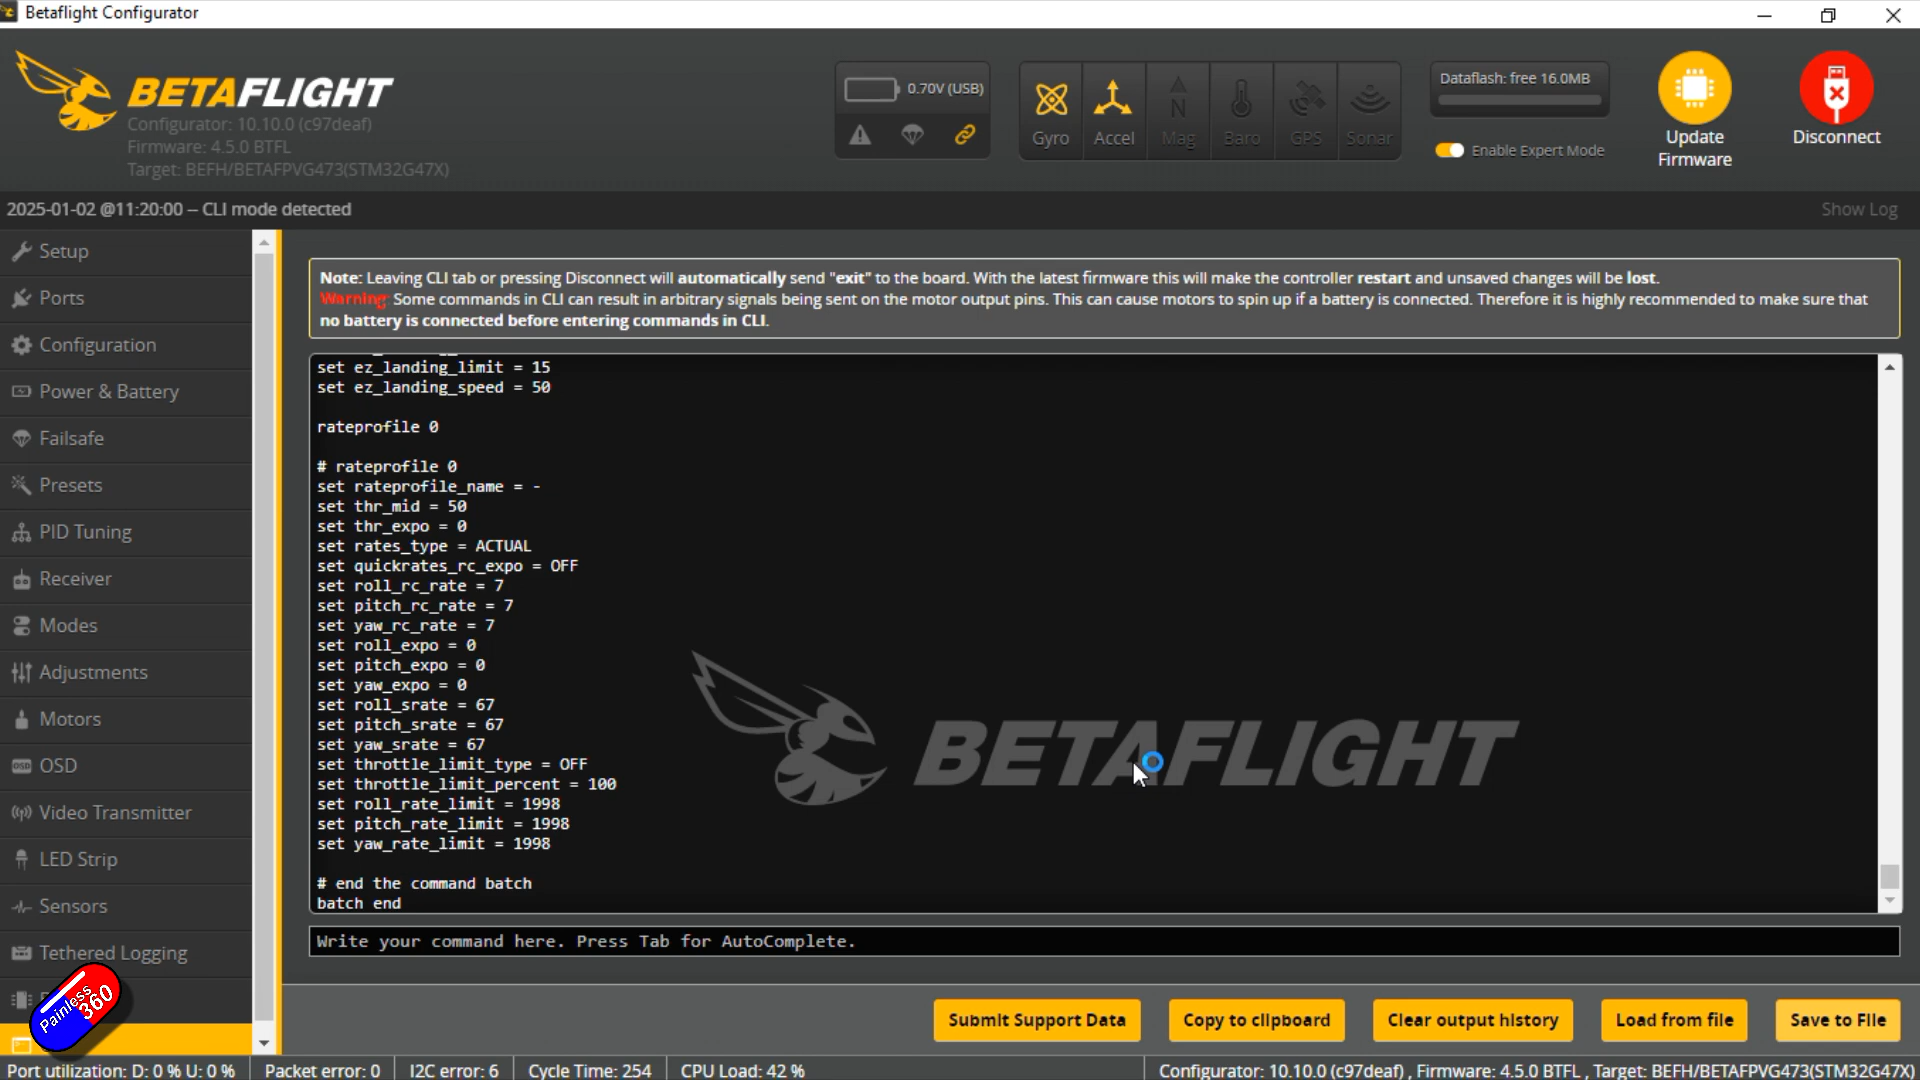 Betaflight Configurator
BETAFLIGHT
Configurator: 10.10.0 (c97deaf)
Firmware: 4.5.0 BTFL
Target: BEFH/BETAFPVG473(STM32G47X)
0.70V (USB)
Gyro
Accel
Mag
Baro
GPS
Sonar
Dataflash: free 16.0MB
Enable Expert Mode
Update
Firmware
Disconnect
2025-01-02 @11:20:00 – CLI mode detected
Show Log
Setup
Ports
Configuration
Power & Battery
Failsafe
Presets
PID Tuning
Receiver
Modes
Adjustments
Motors
OSD
Video Transmitter
LED Strip
Sensors
Tethered Logging
Painless
360
Note: Leaving CLI tab or pressing Disconnect will automatically send "exit" to the board. With the latest firmware this will make the controller restart and unsaved changes will be lost.
Warning: Some commands in CLI can result in arbitrary signals being sent on the motor output pins. This can cause motors to spin up if a battery is connected. Therefore it is highly recommended to make sure that
no battery is connected before entering commands in CLI.
set ez_landing_limit = 15
set ez_landing_speed = 50
rateprofile 0
# rateprofile 0
set rateprofile_name = -
set thr_mid = 50
set thr_expo = 0
set rates_type = ACTUAL
set quickrates_rc_expo = OFF
set roll_rc_rate = 7
set pitch_rc_rate = 7
set yaw_rc_rate = 7
set roll_expo = 0
set pitch_expo = 0
set yaw_expo = 0
set roll_srate = 67
set pitch_srate = 67
set yaw_srate = 67
set throttle_limit_type = OFF
set throttle_limit_percent = 100
set roll_rate_limit = 1998
set pitch_rate_limit = 1998
set yaw_rate_limit = 1998
# end the command batch
batch end
BETAFLIGHT
Write your command here. Press Tab for AutoComplete.
Submit Support Data
Copy to clipboard
Clear output history
Load from file
Save to File
Port utilization: D: 0 % U: 0 %
Packet error: 0
I2C error: 6
Cycle Time: 254
CPU Load: 42 %
Configurator: 10.10.0 (c97deaf) , Firmware: 4.5.0 BTFL , Target: BEFH/BETAFPVG473(STM32G47X)